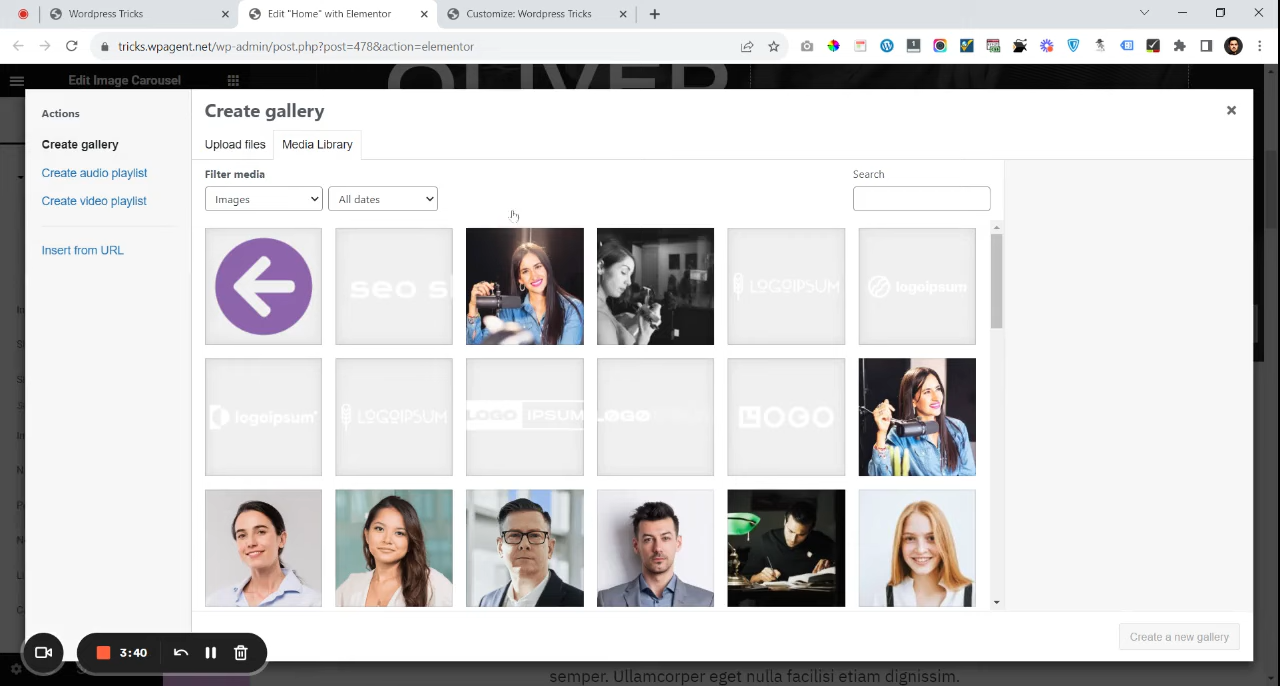 Wordpress Tricks
Edit "Home" with Elementor
Customize: Wordpress Tricks
tricks.wpagent.net/wp-admin/post.php?post=478&action=elementor
Edit Image Carousel
OLIVER
Actions
Create gallery
Create audio playlist
Create video playlist
Insert from URL
Create gallery
Upload files
Media Library
Filter media
Images
All dates
Search
seo s
LOGOIPSUM
logoipsum
logoipsum
LOGOIPSUM
LOGO IPSUM
LOGO
LOGO
Create a new gallery
3:40
semper. Ullamcorper eget nulla facilisi etiam dignissim.